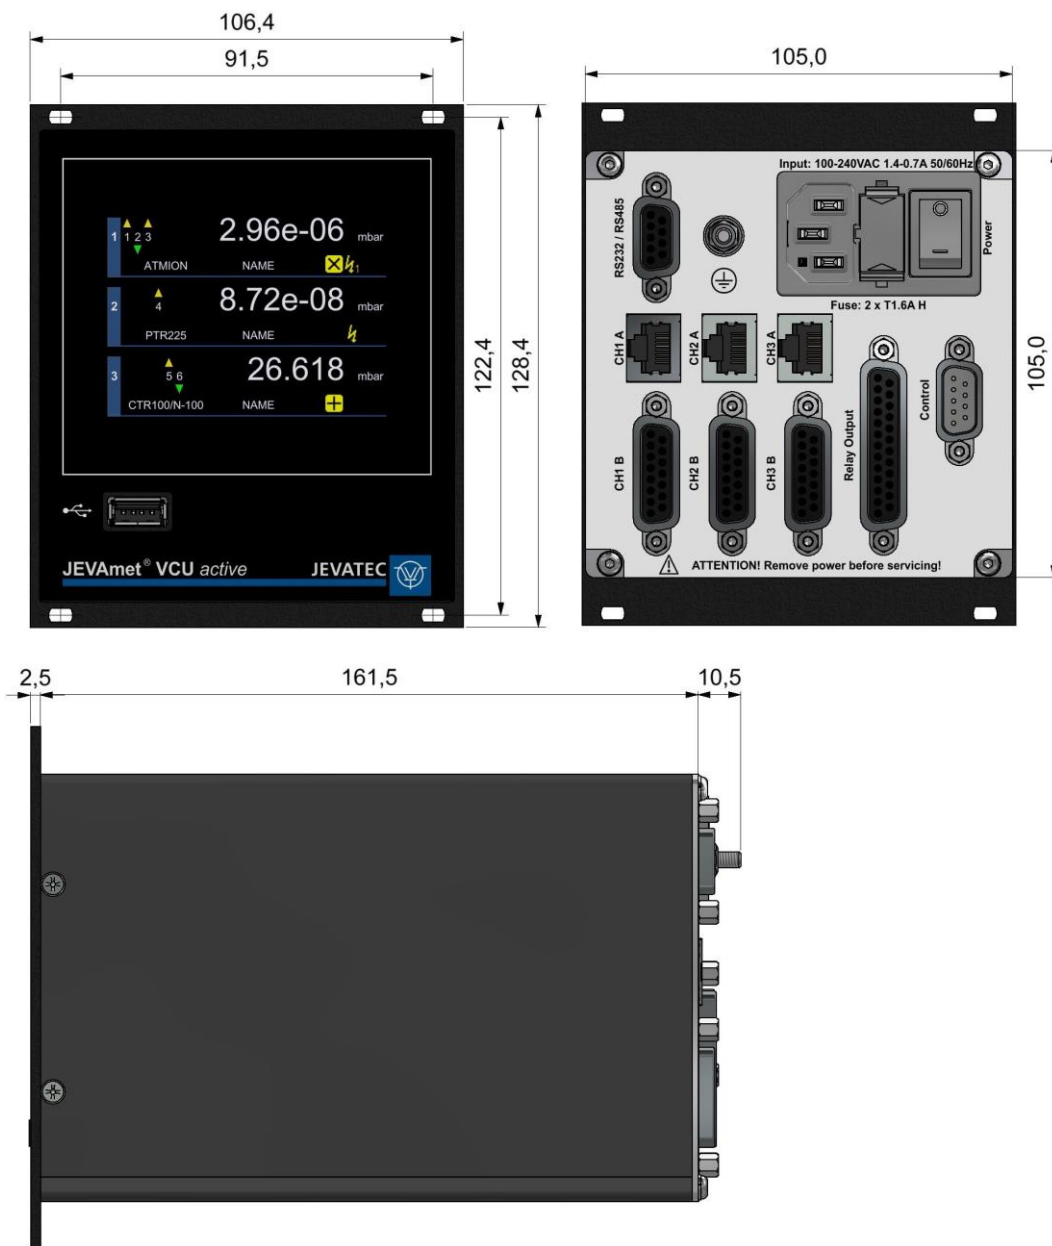 106,4
91,5
1 1 2 3 2.96e-06 mbar
ATMION NAME 1
2 4 8.72e-08 mbar
PTR225 NAME
3 5 6 26.618 mbar
CTR100/N-100 NAME
122,4
128,4
JEVAmet® VCU active JEVATEC
105,0
Input: 100-240VAC 1.4-0.7A 50/60Hz
RS232 / RS485
Power
Fuse: 2 x T1.6A H
CH1 A
CH2 A
CH3 A
CH1 B
CH2 B
CH3 B
Relay Output
Control
ATTENTION! Remove power before servicing!
105,0
2,5
161,5
10,5